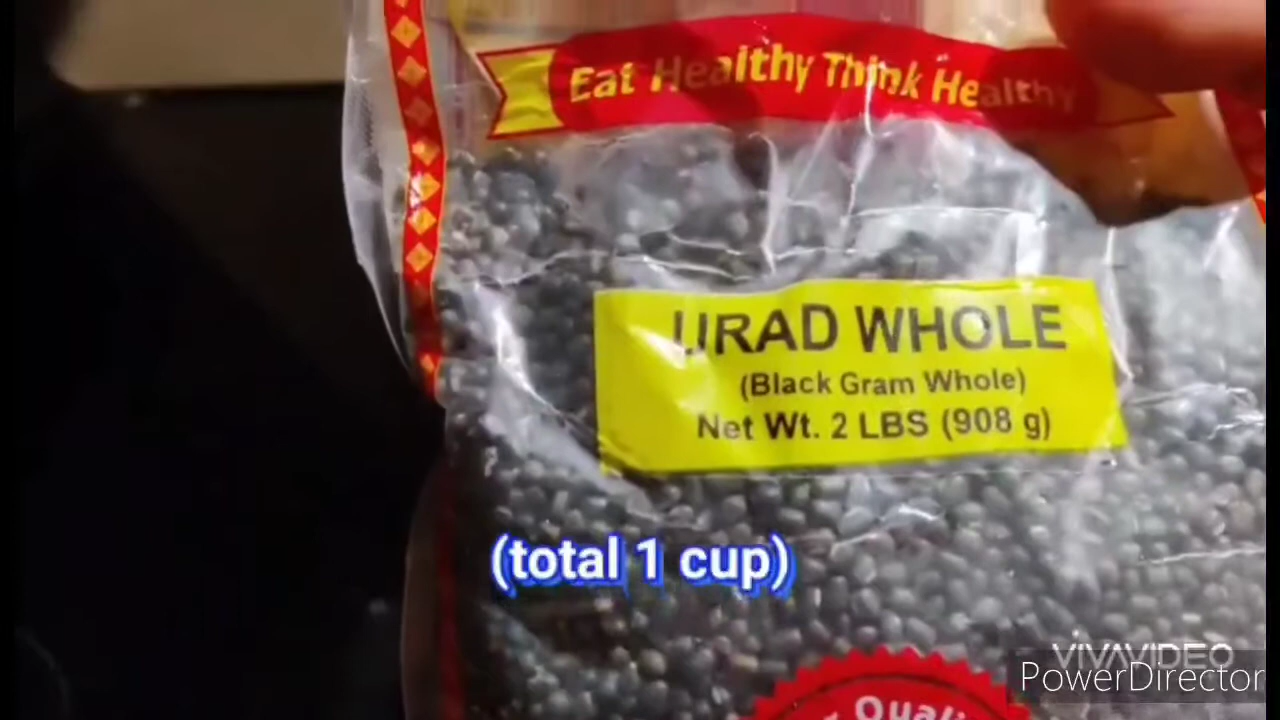 Eat Healthy Think Healthy
URAD WHOLE
(Black Gram Whole)
Net Wt. 2 LBS (908 g)
(total 1 cup)
VIVAVIDEO
PowerDirector